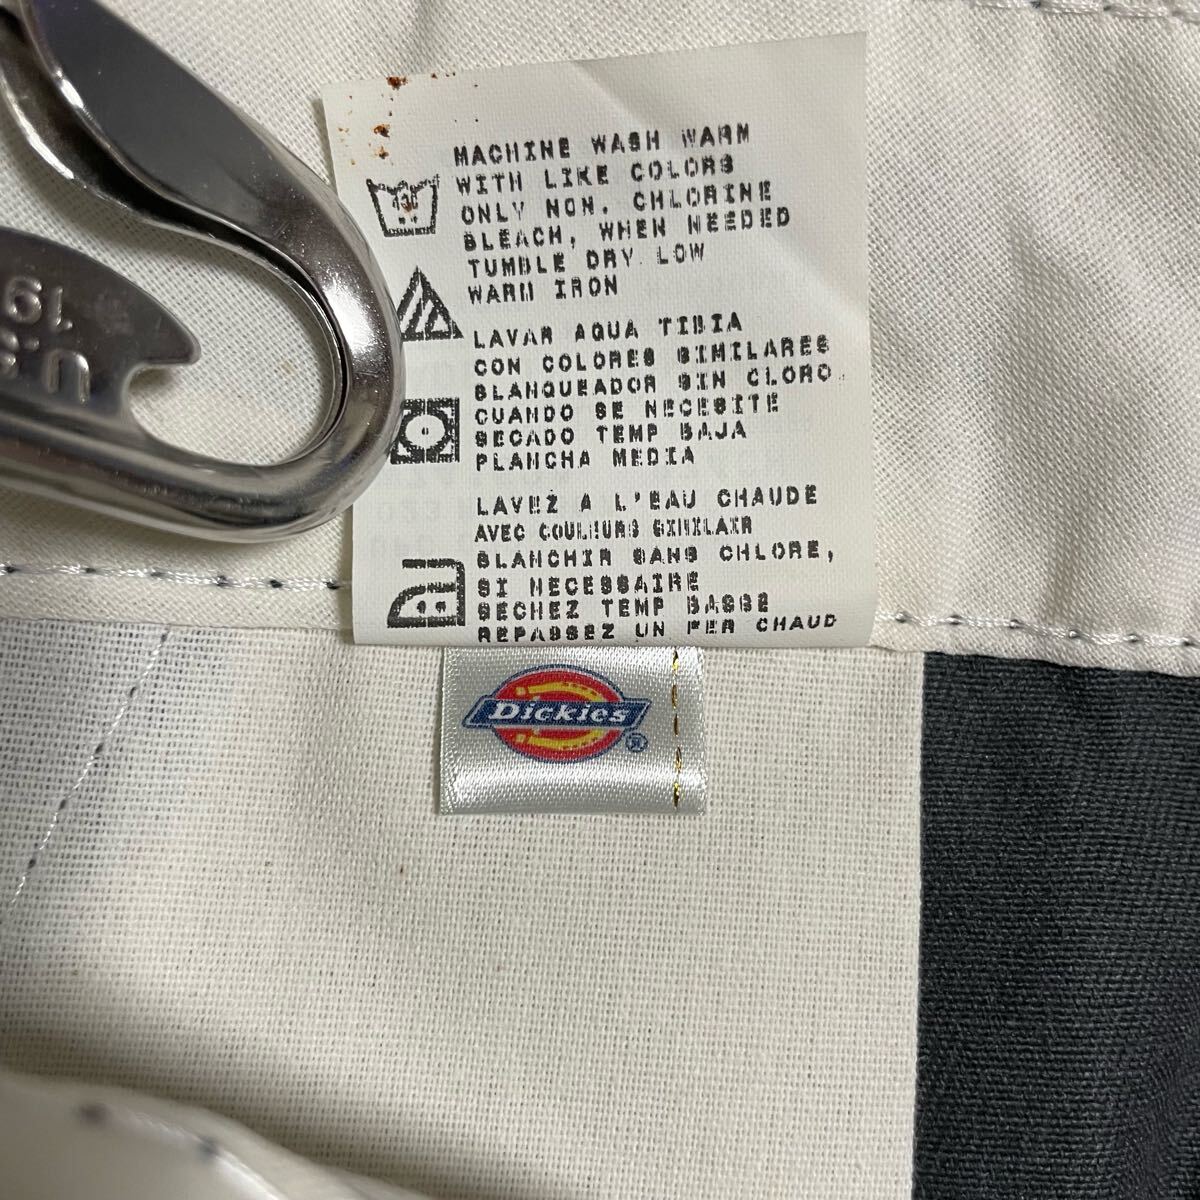 MACHINE WASH WARM
WITH LIKE COLORS
ONLY NON. CHLORINE
BLEACH, WHEN NEEDED
TUMBLE DRY LOW
WARM IRON
LAVAR AQUA TIBIA
CON COLORES SIMILARES
BLANQUEADOR SIN CLORO
CUANDO SE NECESITE
SECADO TEMP BAJA
PLANCHA MEDIA
LAVEZ A L'EAU CHAUDE
AVEC COULEURS SIMILAIR
BLANCHIR SANS CHLORE,
SI NECESSAIRE
SECHEZ TEMP BASSE
REPASSEZ UN FER CHAUD
Dickies®
19
U.S